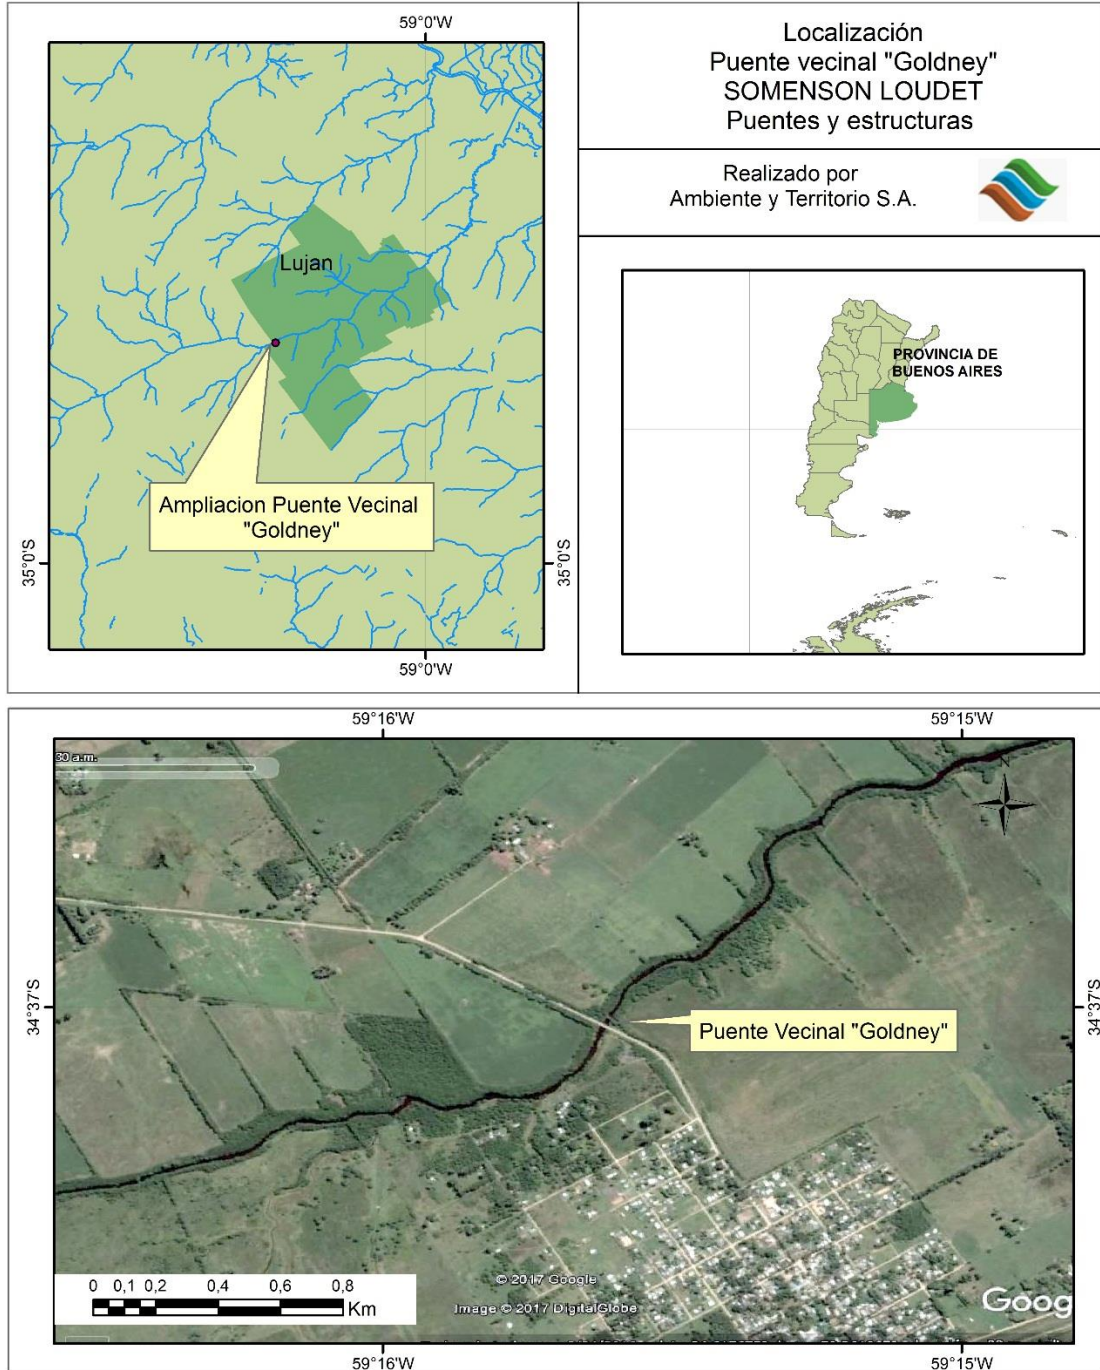 59°0'W
Lujan
Ampliacion Puente Vecinal
"Goldney"
35°0'S
35°0'S
59°0'W
Localización
Puente vecinal "Goldney"
SOMENSON LOUDET
Puentes y estructuras
Realizado por
Ambiente y Territorio S.A.
PROVINCIA DE
BUENOS AIRES
59°16'W
59°15'W
30 a.m.
N
34°37'S
34°37'S
Puente Vecinal "Goldney"
0 0,1 0,2 0,4 0,6 0,8
Km
© 2017 Google
Image © 2017 DigitalGlobe
Goog
59°16'W
59°15'W